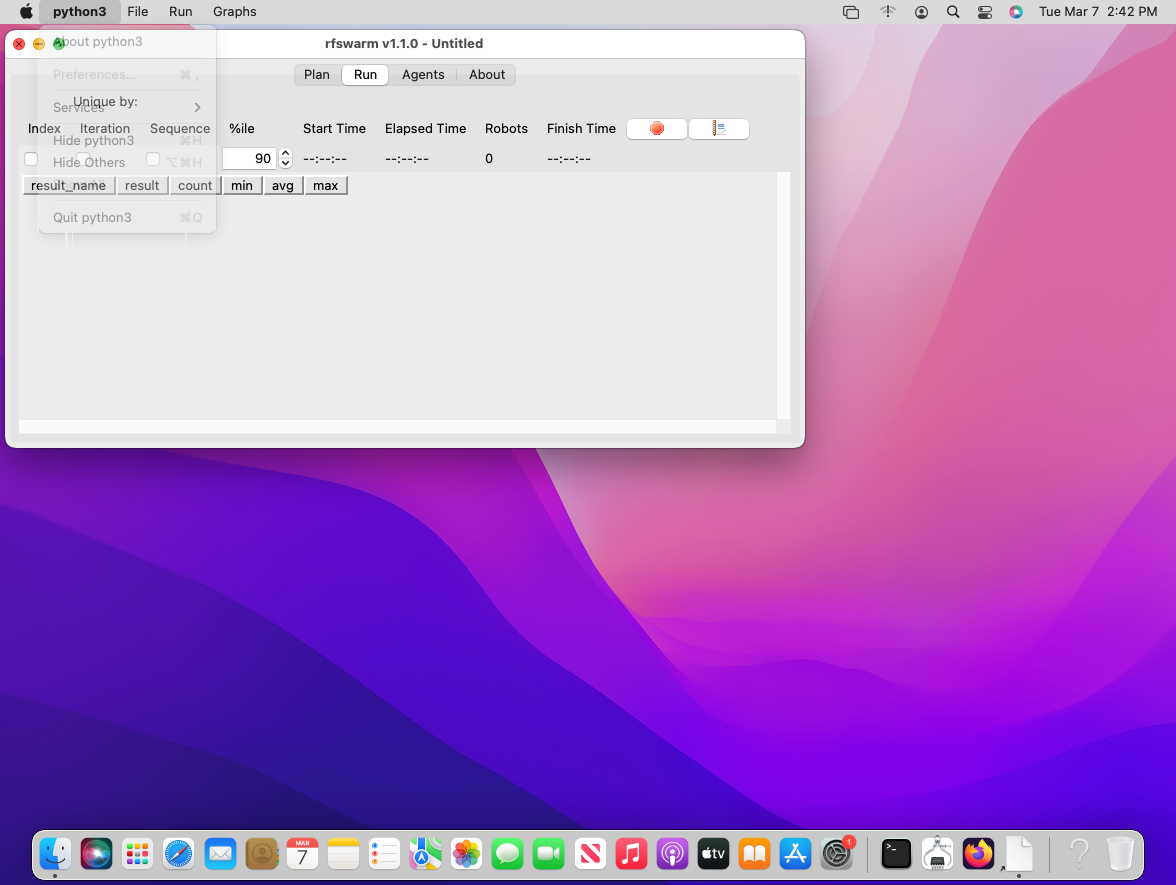 python3 File Run Graphs Tue Mar 7 2:42 PM
About python3
rfswarm v1.1.0 - Untitled
Preferences... ⌘ ,
Plan Run Agents About
Services
Unique by:
Index Iteration Sequence %ile Start Time Elapsed Time Robots Finish Time
Hide python3 ⌘H
Hide Others ⌥⌘H
90 --:--:-- --:--:-- 0 --:--:--
result_name result count min avg max
Quit python3 ⌘Q
MAR
7
tv
1
>_
?